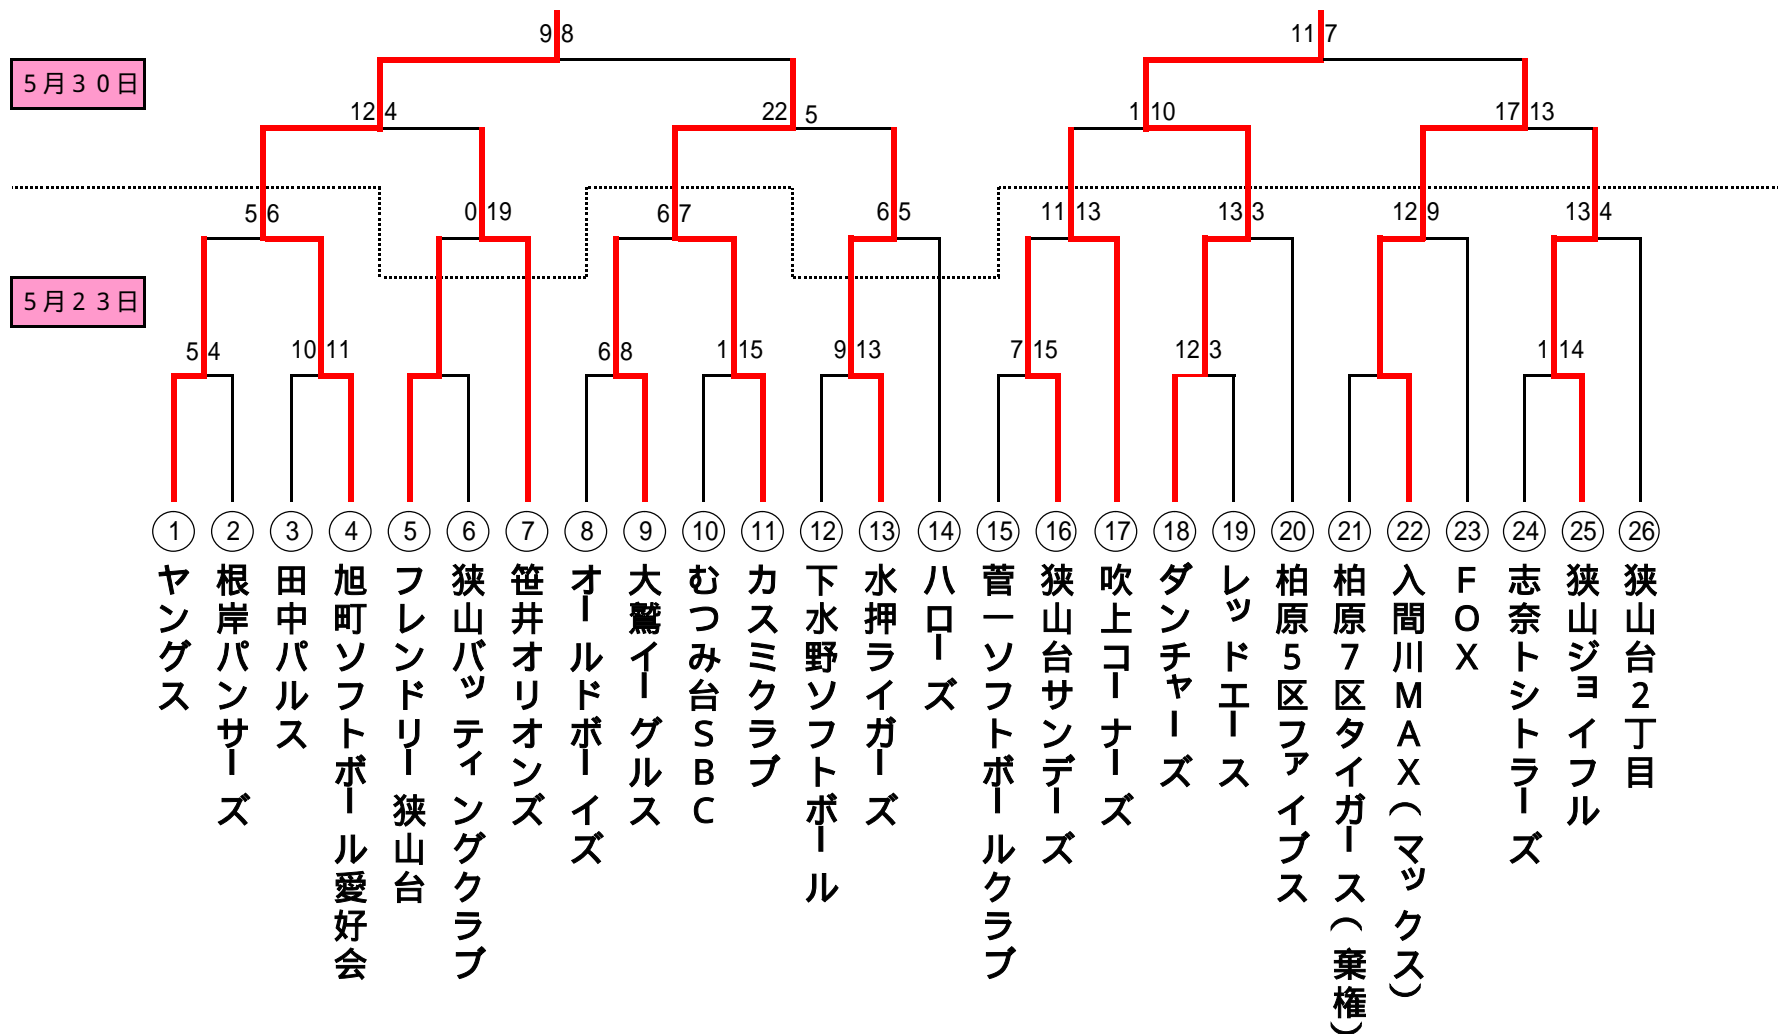 9 8
11 7
5月30日
12 4
22 5
1 10
17 13
5 6
0 19
6 7
6 5
11 13
13 3
12 9
13 4
5月23日
5 4
10 11
6 8
1 15
9 13
7 15
12 3
1 14
① ヤングス
② 根岸パンサーズ
③ 田中パルス
④ 旭町ソフトボール愛好会
⑤ フレンドリー狭山台
⑥ 狭山バッティングクラブ
⑦ 笹井オリオンズ
⑧ オールドボーイズ
⑨ 大鷲イーグルス
⑩ むつみ台SBC
⑪ カスミクラブ
⑫ 下水野ソフトボール
⑬ 水押ライガーズ
⑭ ハローズ
⑮ 菅一ソフトボールクラブ
⑯ 狭山台サンデーズ
⑰ 吹上コーナーズ
⑱ ダンチャーズ
⑲ レッドエース
⑳ 柏原5区ファイブス
㉑ 柏原7区タイガース(棄権)
㉒ 入間川MAX(マックス)
㉓ FOX
㉔ 志奈トシトラーズ
㉕ 狭山ジョイフル
㉖ 狭山台2丁目